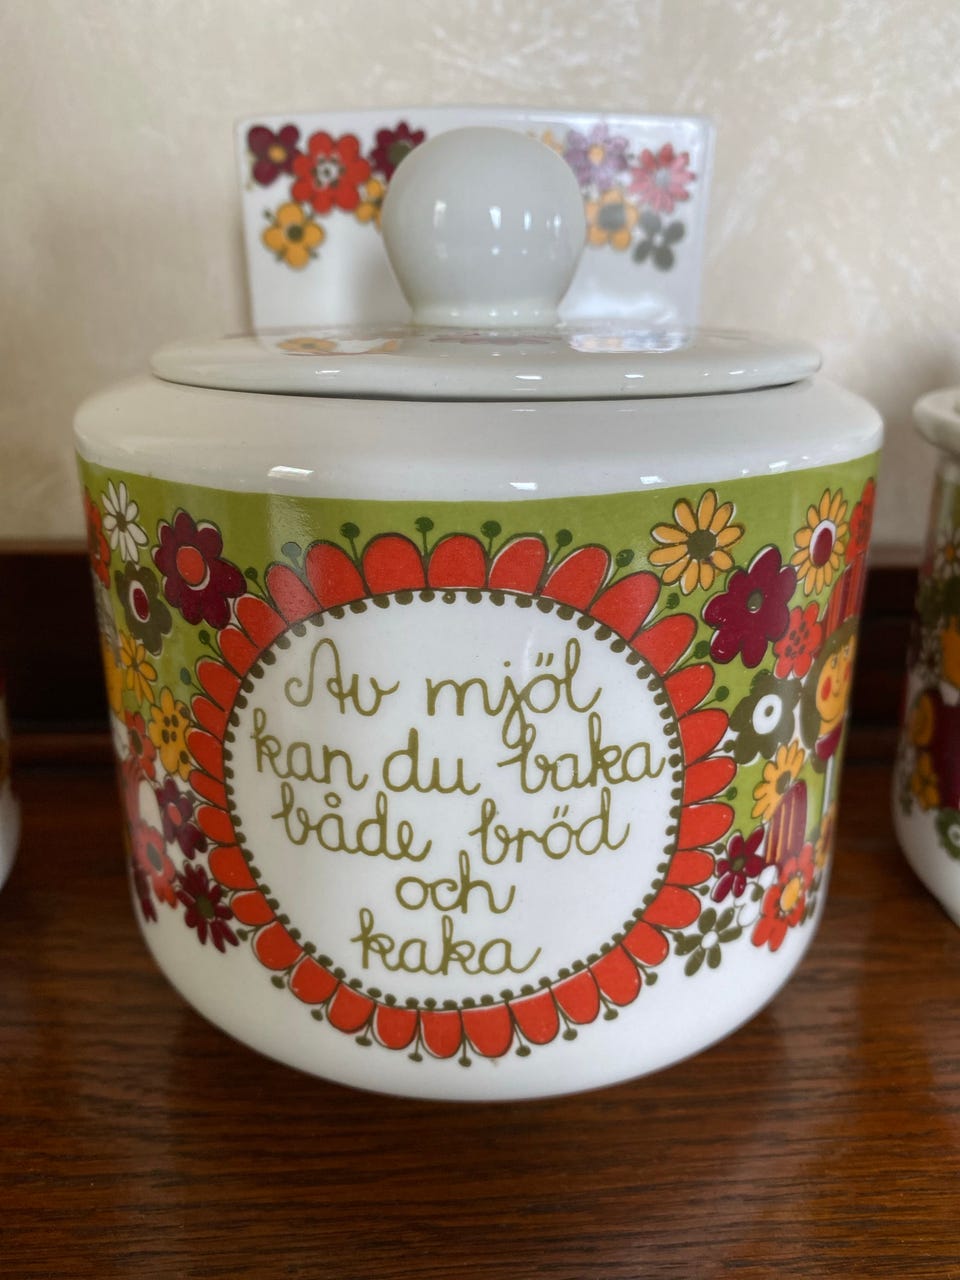 Av mjöl
kan du baka
både bröd
och
kaka